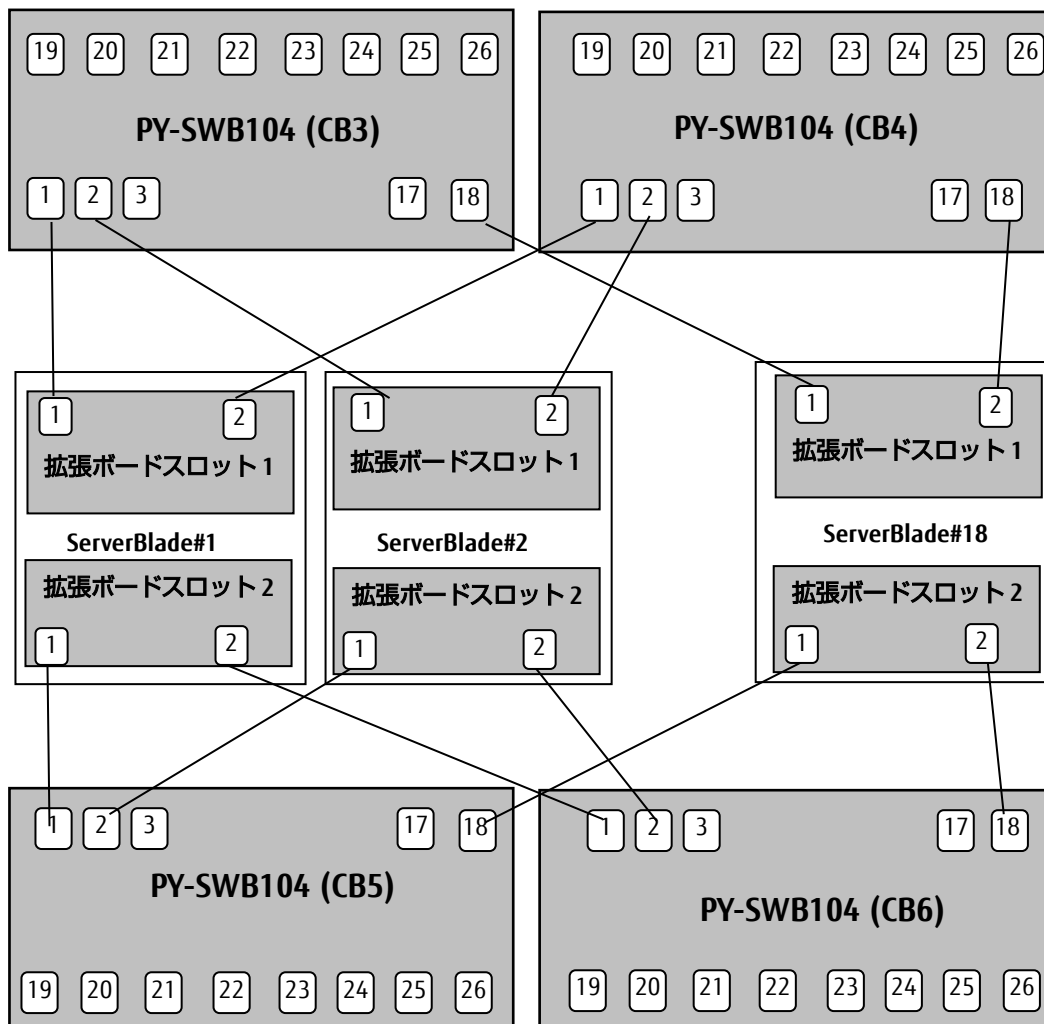 19 20 21 22 23 24 25 26
PY-SWB104 (CB3)
1 2 3 17 18
19 20 21 22 23 24 25 26
PY-SWB104 (CB4)
1 2 3 17 18
1 2
拡張ボードスロット 1
ServerBlade#1
拡張ボードスロット 2
1 2
1 2
拡張ボードスロット 1
ServerBlade#2
拡張ボードスロット 2
1 2
1 2
拡張ボードスロット 1
ServerBlade#18
拡張ボードスロット 2
1 2
1 2 3 17 18
PY-SWB104 (CB5)
19 20 21 22 23 24 25 26
1 2 3 17 18
PY-SWB104 (CB6)
19 20 21 22 23 24 25 26